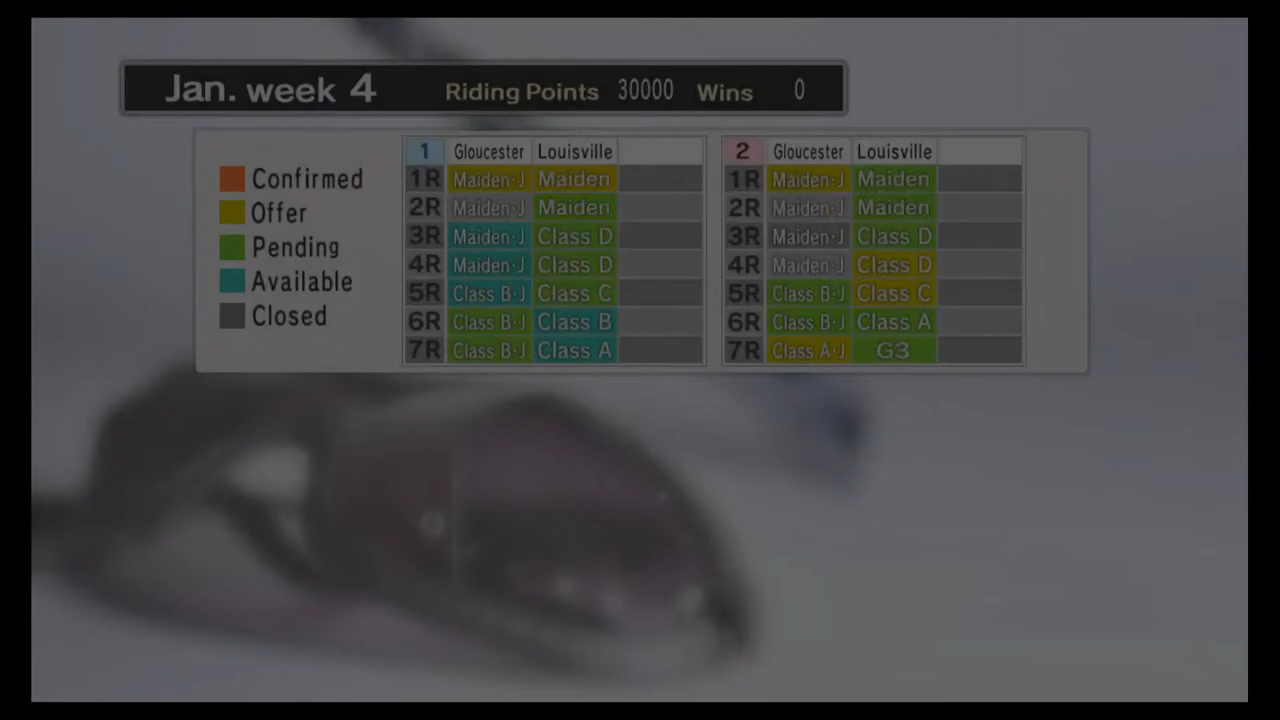 Jan. week 4 Riding Points 30000 Wins 0
Confirmed
Offer
Pending
Available
Closed
1 Gloucester Louisville
1R Maiden·J Maiden
2R Maiden·J Maiden
3R Maiden·J Class D
4R Maiden·J Class D
5R Class B·J Class C
6R Class B·J Class B
7R Class B·J Class A
2 Gloucester Louisville
1R Maiden·J Maiden
2R Maiden·J Maiden
3R Maiden·J Class D
4R Maiden·J Class D
5R Class B·J Class C
6R Class B·J Class A
7R Class A·J G3